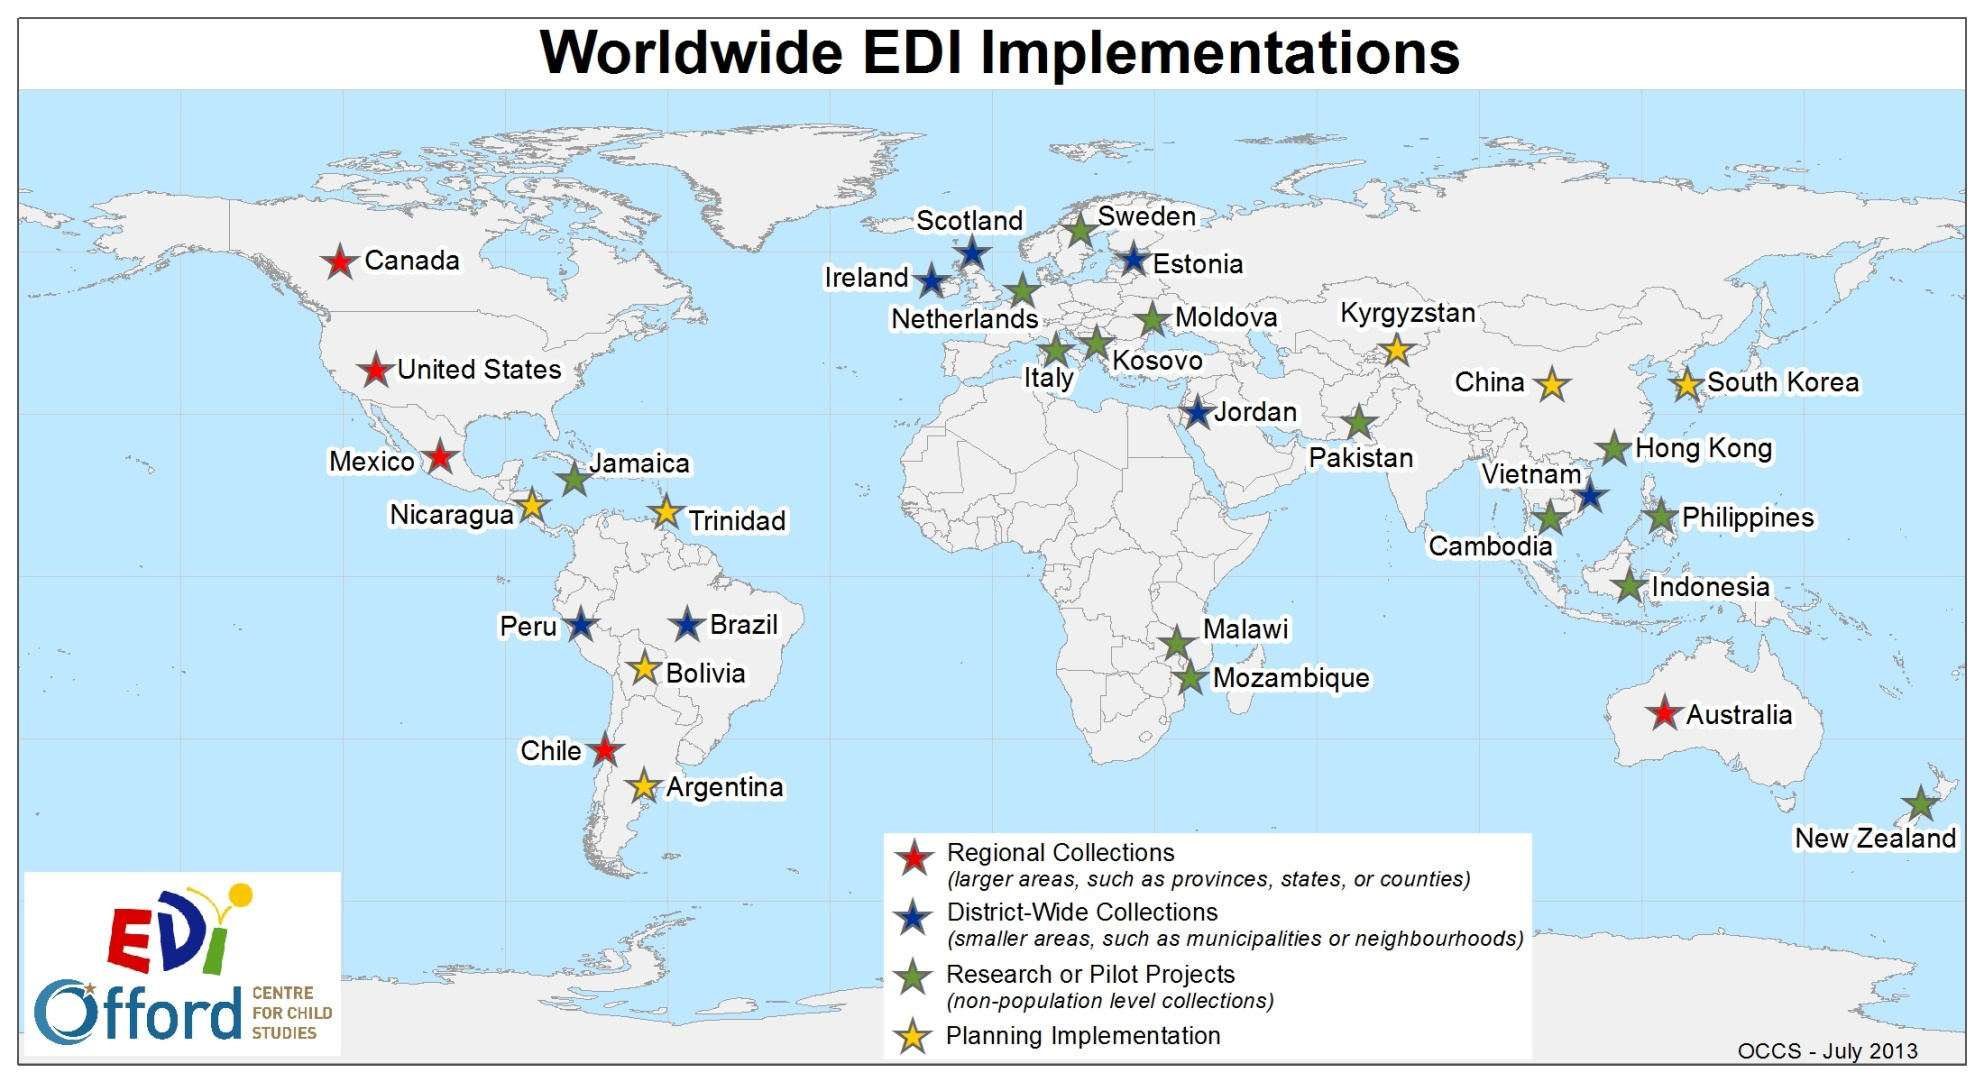 Worldwide EDI Implementations
Canada
United States
Mexico
Jamaica
Nicaragua
Trinidad
Peru
Brazil
Bolivia
Chile
Argentina
Scotland
Sweden
Ireland
Estonia
Netherlands
Moldova
Italy
Kosovo
Kyrgyzstan
China
South Korea
Jordan
Pakistan
Hong Kong
Vietnam
Philippines
Cambodia
Indonesia
Malawi
Mozambique
Australia
New Zealand
Regional Collections
(larger areas, such as provinces, states, or counties)
District-Wide Collections
(smaller areas, such as municipalities or neighbourhoods)
Research or Pilot Projects
(non-population level collections)
Planning Implementation
EDi
Offord
CENTRE
FOR CHILD
STUDIES
OCCS - July 2013